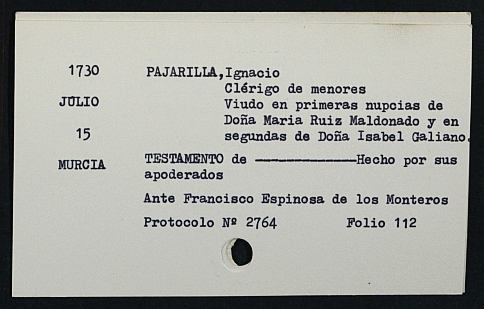 1730 PAJARILLA,Ignacio
Clérigo de menores
JULIO Viudo en primeras nupcias de
Doña Maria Ruiz Maldonado y en
15 segundas de Doña Isabel Galiano.
MURCIA TESTAMENTO de ——————————Hecho por sus
apoderados
Ante Francisco Espinosa de los Monteros
Protocolo Nº 2764 Folio 112